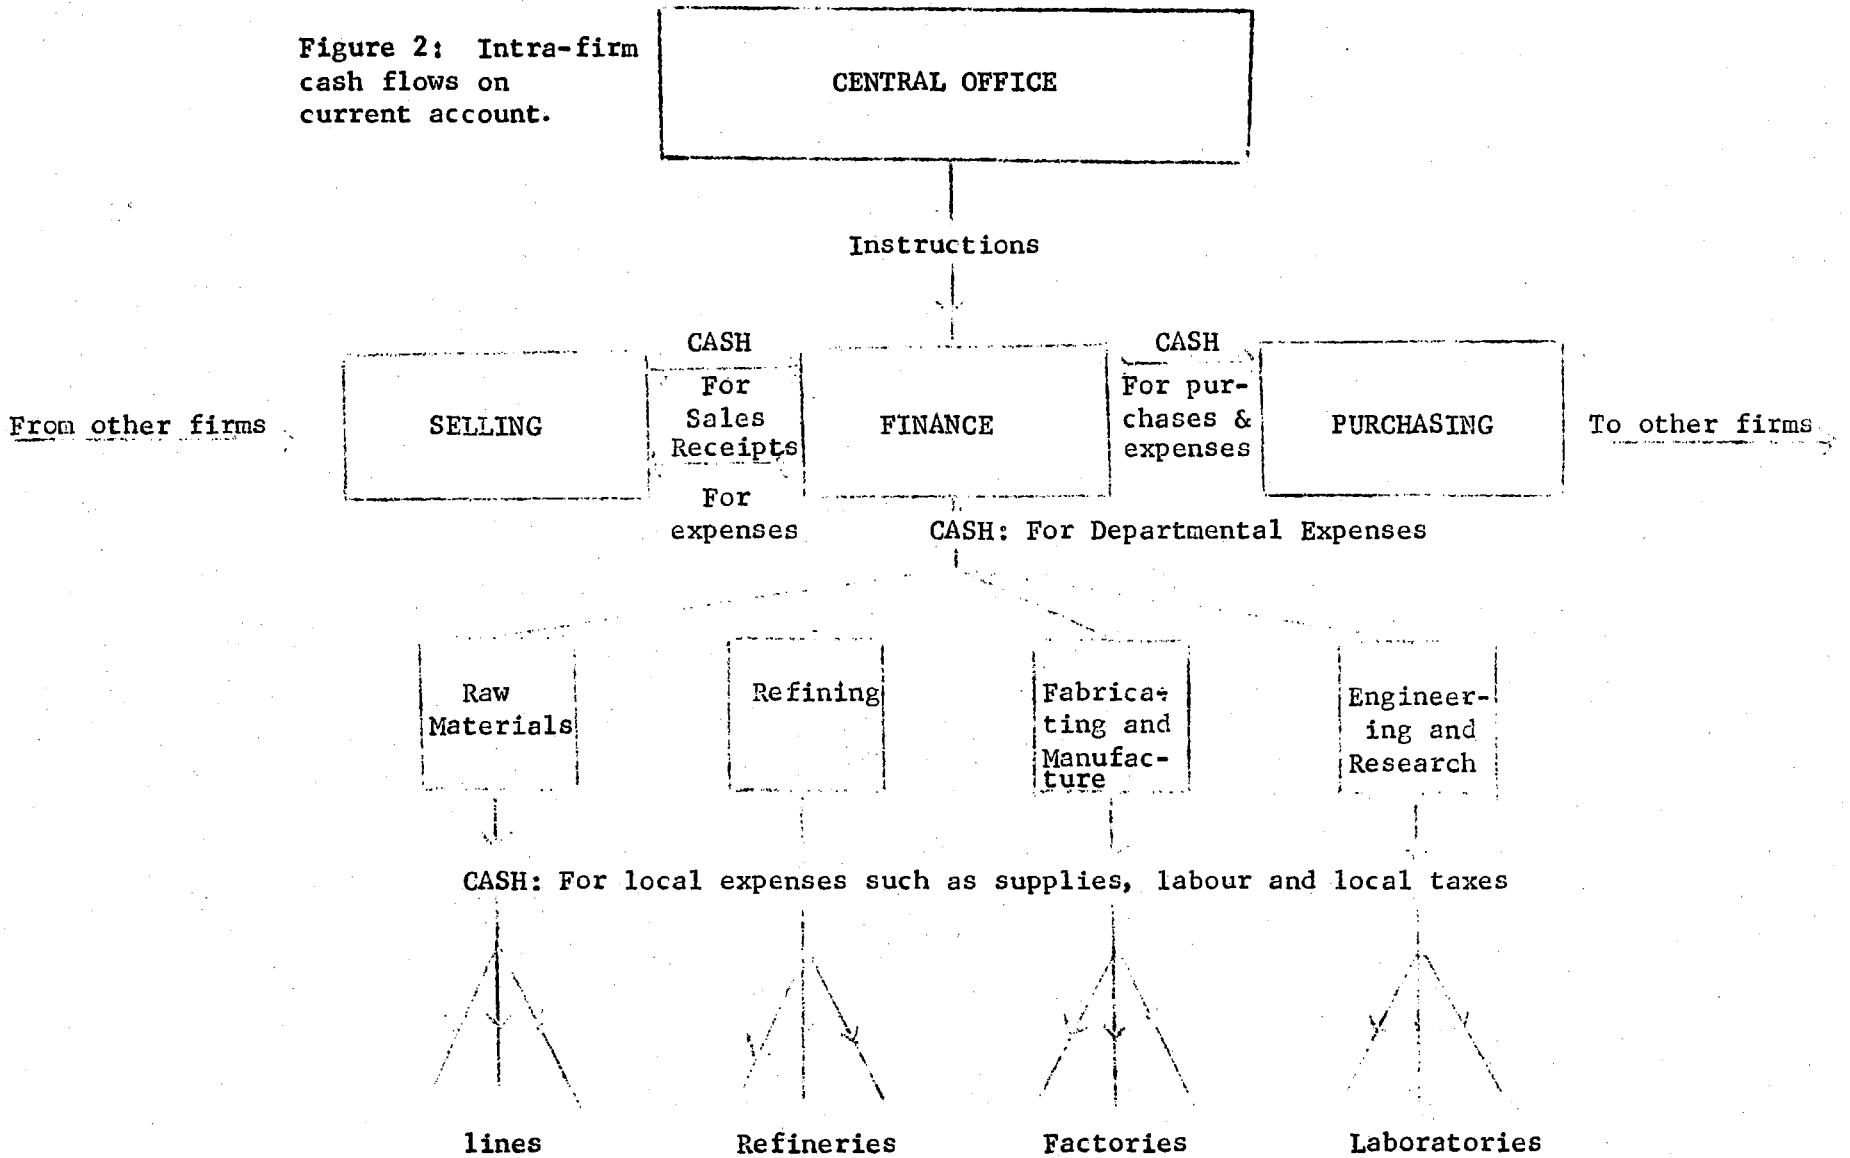 Figure 2: Intra-firm
cash flows on
current account.
CENTRAL OFFICE
Instructions
From other firms
SELLING
CASH
For
Sales
Receipts
For
expenses
FINANCE
CASH
For pur-
chases &
expenses
PURCHASING
To other firms
CASH: For Departmental Expenses
Raw
Materials
Refining
Fabrica-
ting and
Manufac-
ture
Engineer-
ing and
Research
CASH: For local expenses such as supplies, labour and local taxes
lines
Refineries
Factories
Laboratories